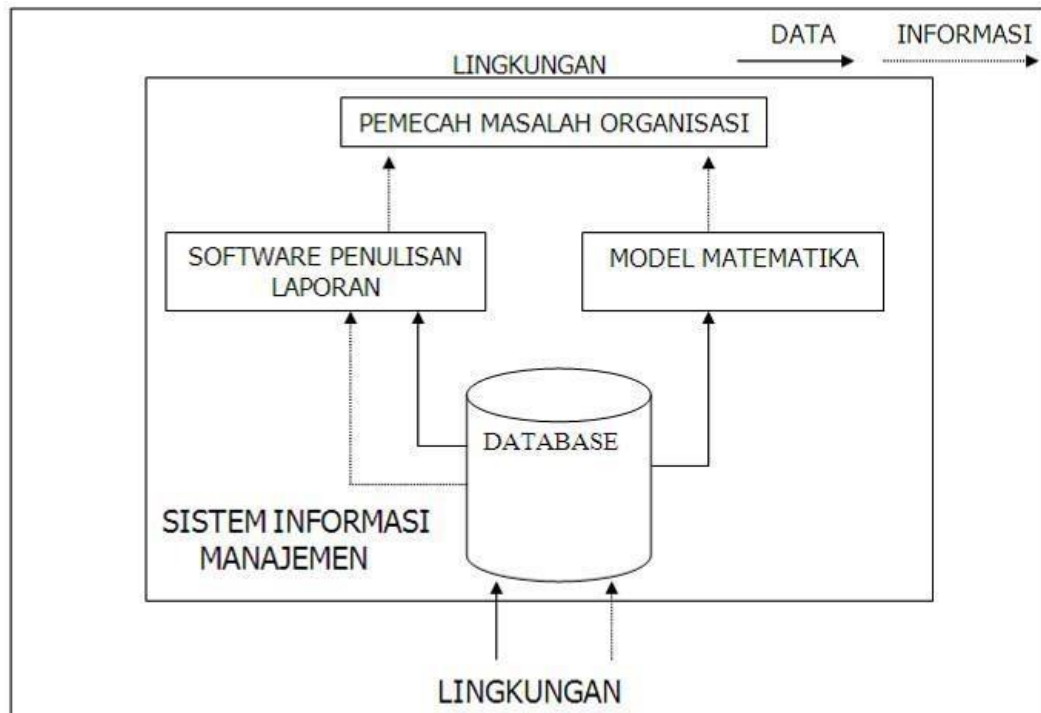 DATA
INFORMASI
LINGKUNGAN
PEMECAH MASALAH ORGANISASI
SOFTWARE PENULISAN
LAPORAN
MODEL MATEMATIKA
DATABASE
SISTEM INFORMASI
MANAJEMEN
LINGKUNGAN